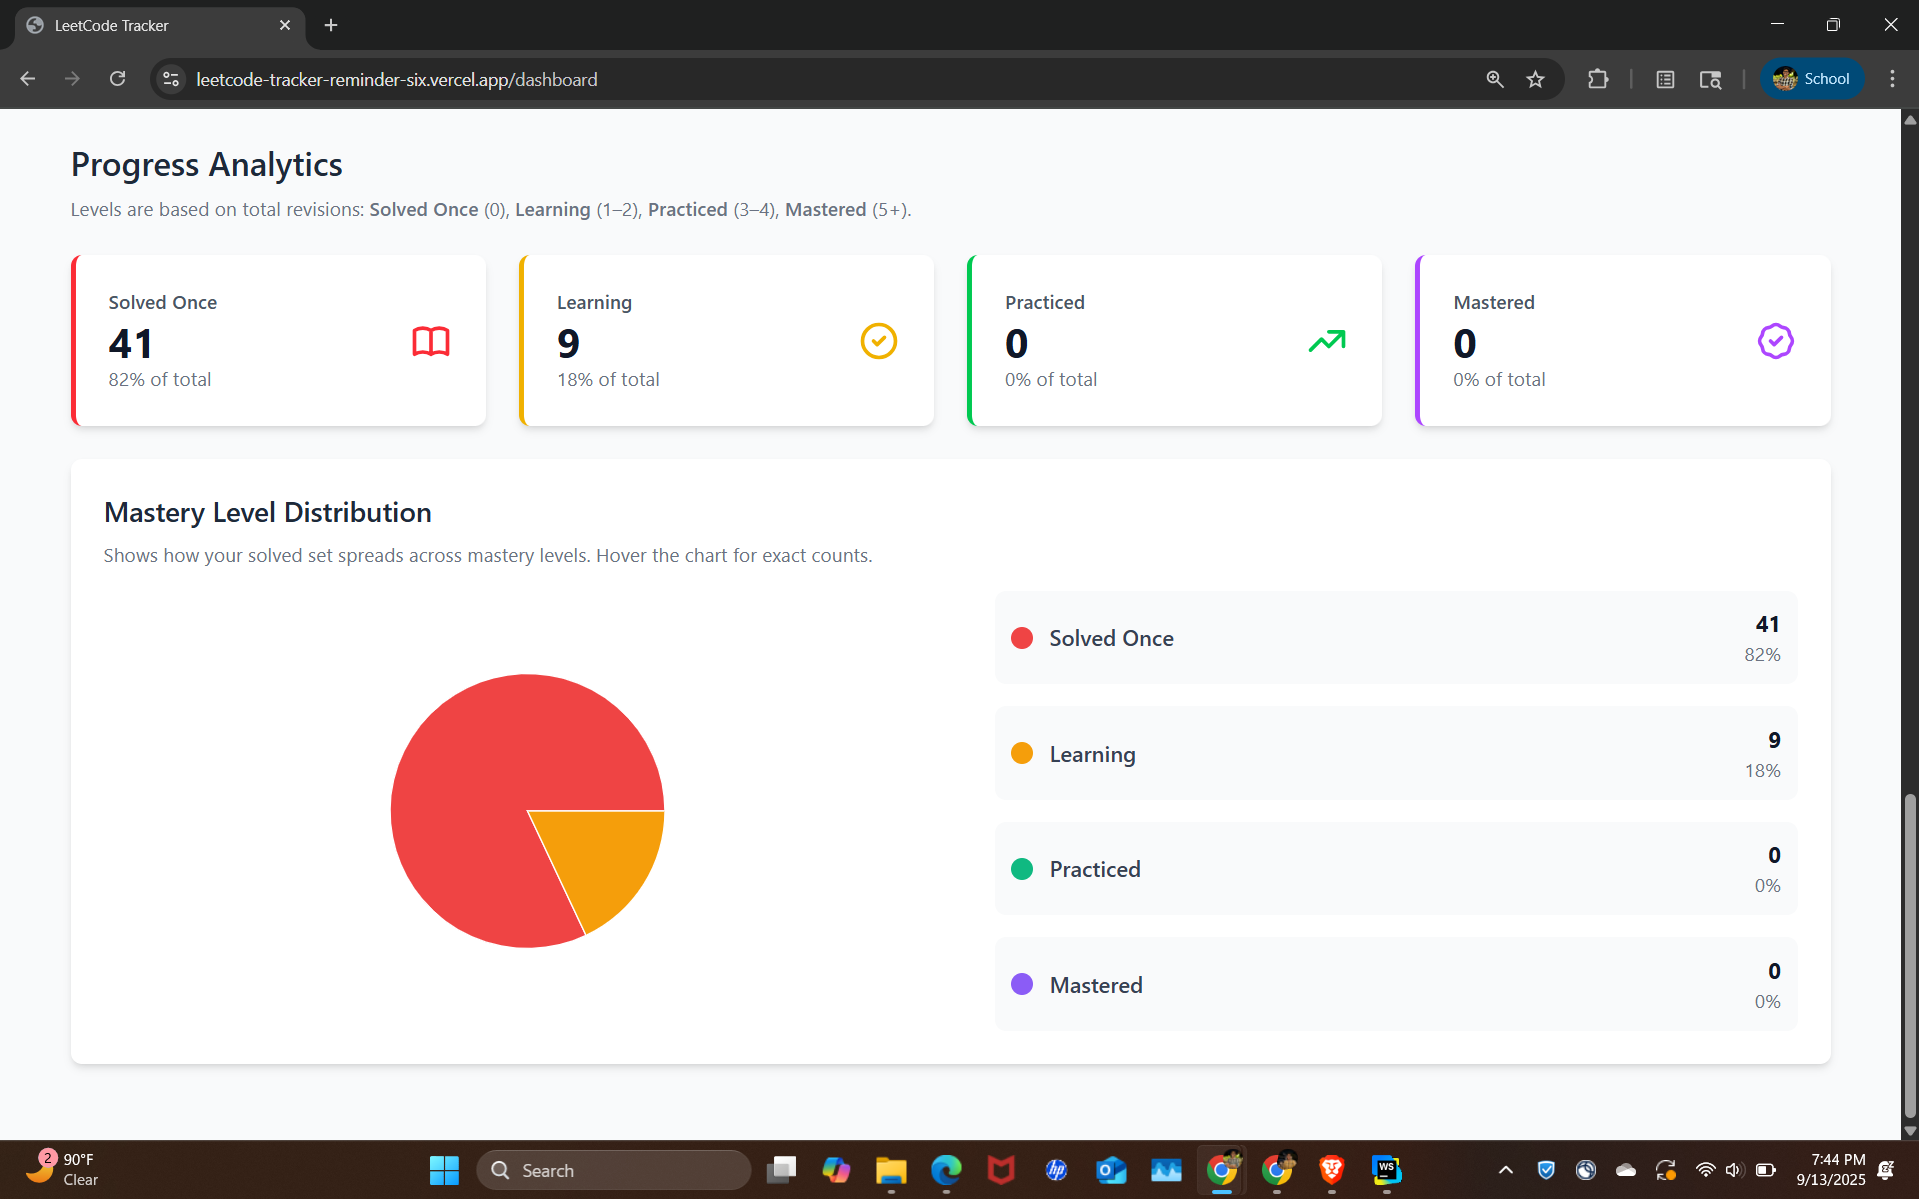 LeetCode Tracker
leetcode-tracker-reminder-six.vercel.app/dashboard
School
Progress Analytics
Levels are based on total revisions: Solved Once (0), Learning (1–2), Practiced (3–4), Mastered (5+).
Solved Once
41
82% of total
Learning
9
18% of total
Practiced
0
0% of total
Mastered
0
0% of total
Mastery Level Distribution
Shows how your solved set spreads across mastery levels. Hover the chart for exact counts.
Solved Once
41
82%
Learning
9
18%
Practiced
0
0%
Mastered
0
0%
2
90°F
Clear
Search
hp
WS
7:44 PM
9/13/2025